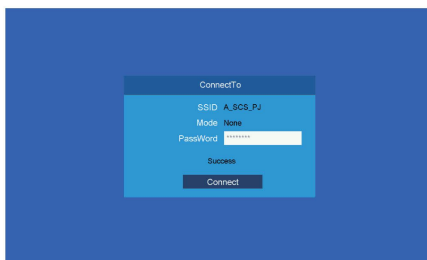 ConnectTo
SSID A_SCS_PJ
Mode None
PassWord ********
Success
Connect